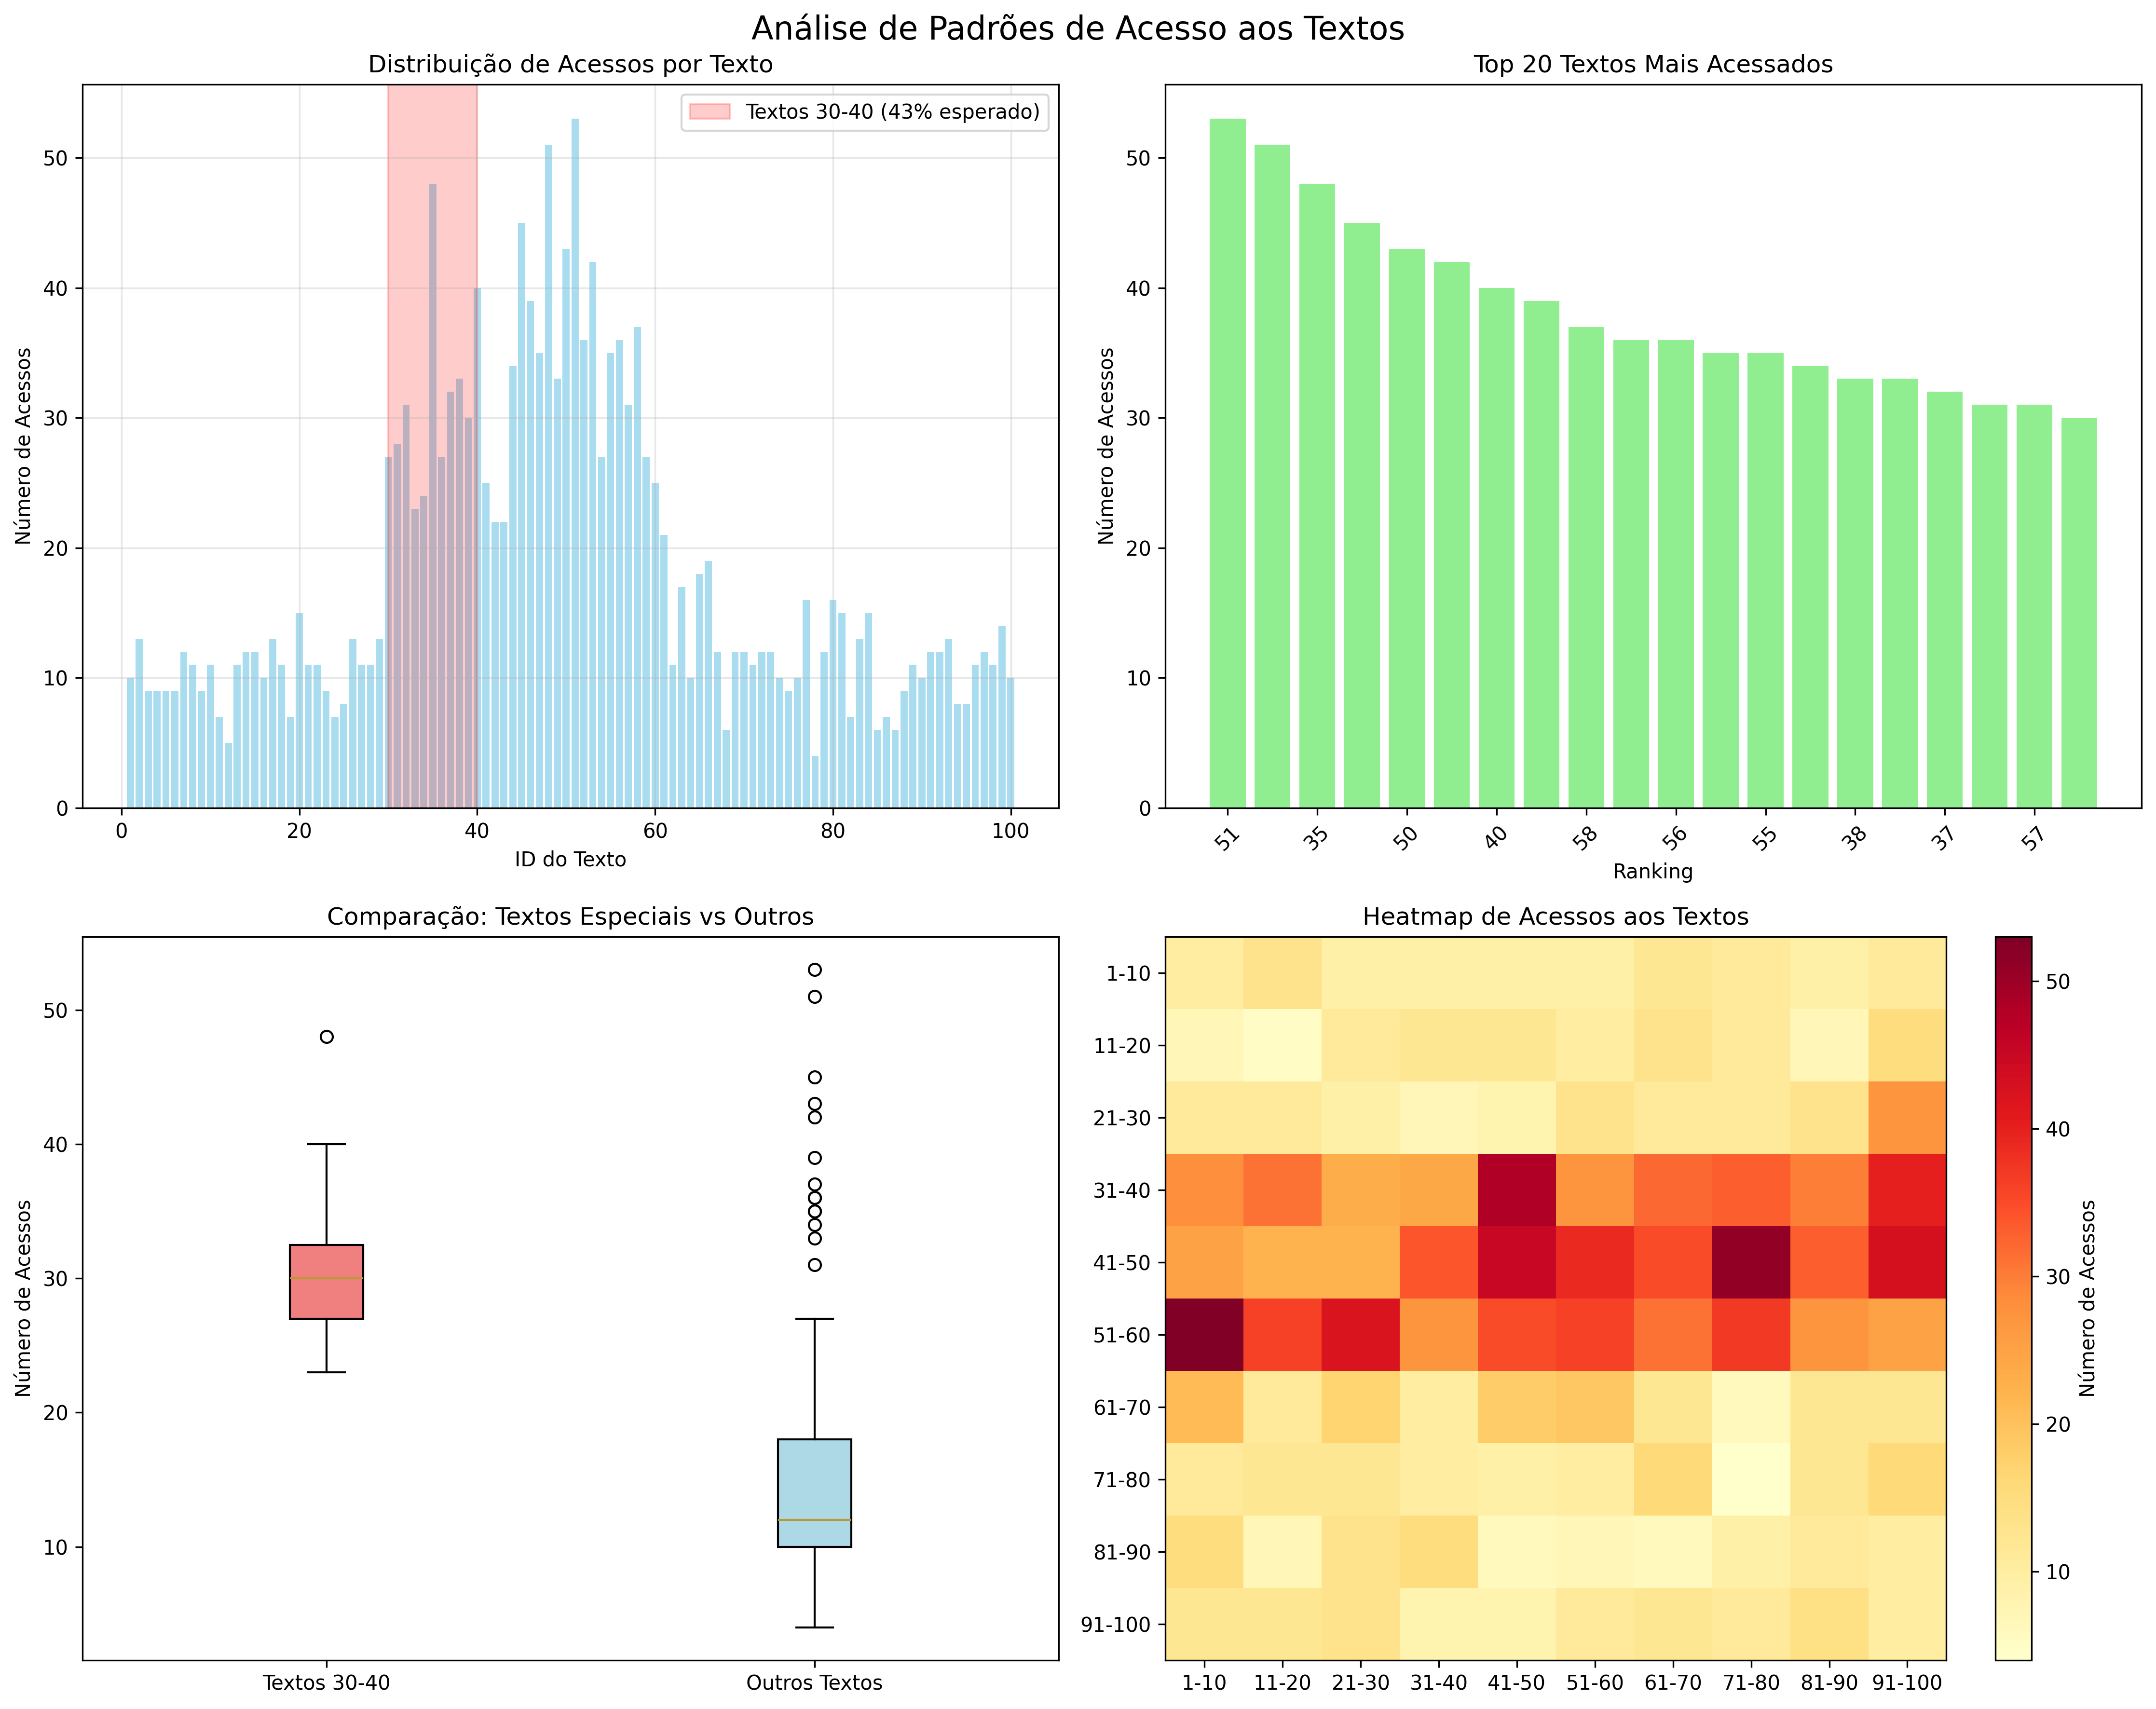 Análise de Padrões de Acesso aos Textos
Distribuição de Acessos por Texto
Textos 30-40 (43% esperado)
Número de Acessos
50
40
30
20
10
0
0 20 40 60 80 100
ID do Texto
Top 20 Textos Mais Acessados
Número de Acessos
50
40
30
20
10
0
51 35 50 40 58 56 55 38 37 57
Ranking
Comparação: Textos Especiais vs Outros
Número de Acessos
50
40
30
20
10
Textos 30-40 Outros Textos
Heatmap de Acessos aos Textos
1-10
11-20
21-30
31-40
41-50
51-60
61-70
71-80
81-90
91-100
1-10 11-20 21-30 31-40 41-50 51-60 61-70 71-80 81-90 91-100
50
40
30
20
10
Número de Acessos